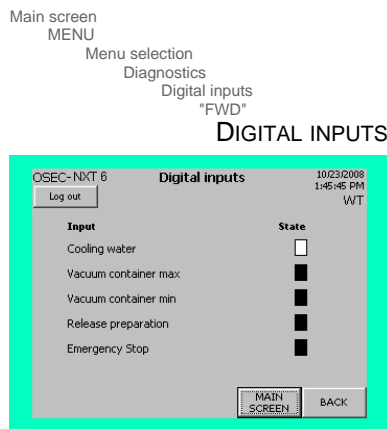 Main screen
MENU
Menu selection
Diagnostics
Digital inputs
"FWD"
DIGITAL INPUTS
OSEC-NXT 6 Digital inputs 10/23/2008
1:45:45 PM
Log out
WT
Input State
Cooling water
Vacuum container max
Vacuum container min
Release preparation
Emergency Stop
MAIN
SCREEN
BACK